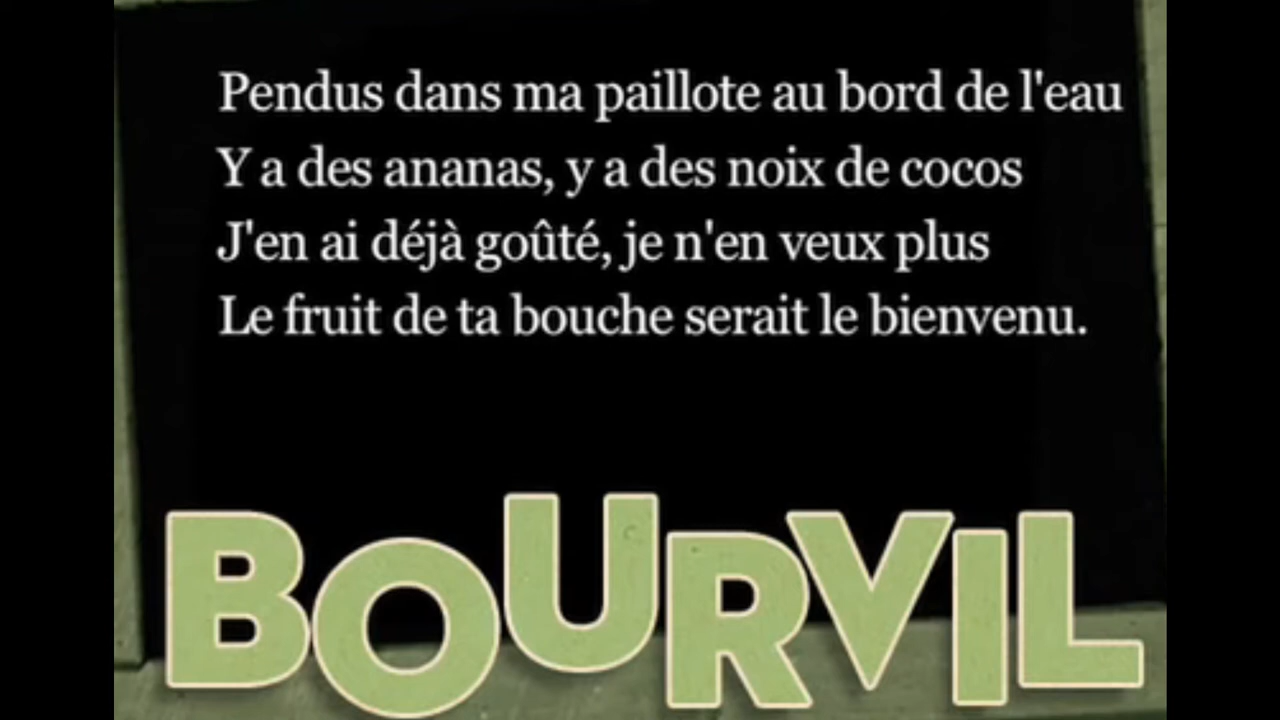 Pendus dans ma paillote au bord de l'eau
Y a des ananas, y a des noix de cocos
J'en ai déjà goûté, je n'en veux plus
Le fruit de ta bouche serait le bienvenu.
BOURVIL